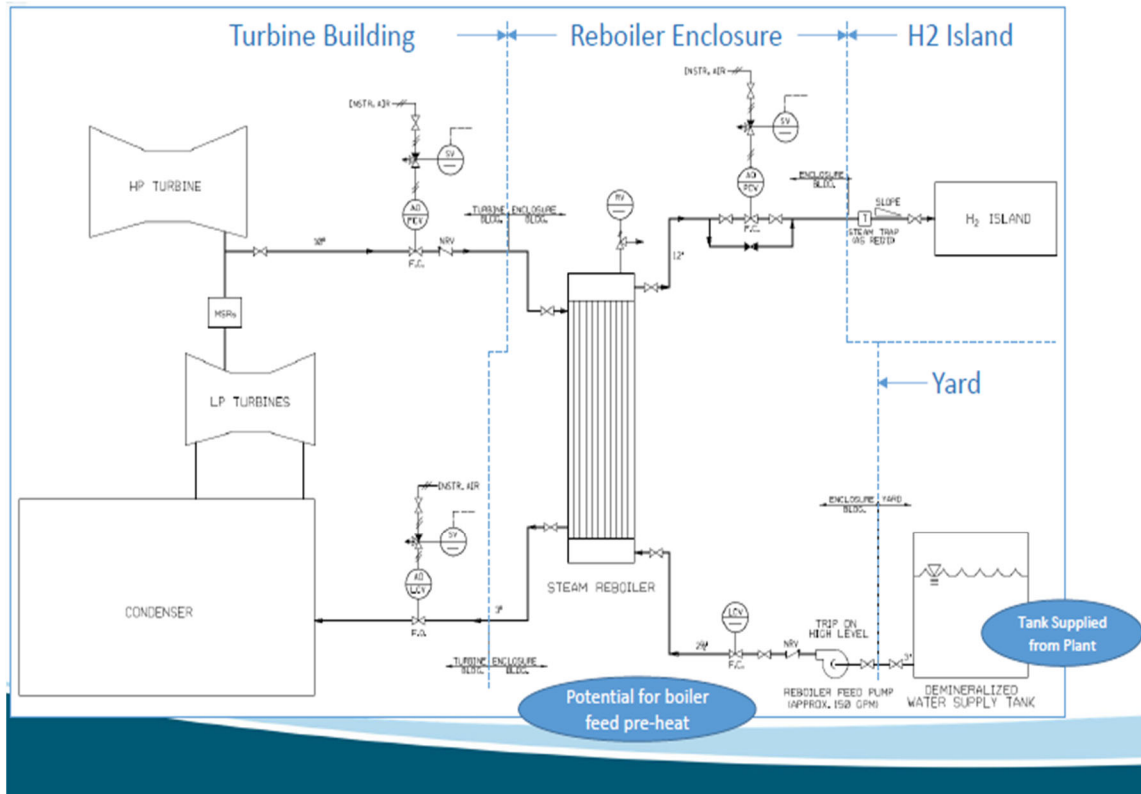 Turbine Building
Reboiler Enclosure
H2 Island
INSTR. AIR
SV
AO
PCV
F.C.
NRV
TURBINE
BLDG.
ENCLOSURE
BLDG.
HP TURBINE
10"
MSRs
LP TURBINES
CONDENSER
INSTR. AIR
SV
AO
PCV
F.C.
RV
12"
ENCLOSURE
BLDG.
SLOPE
T
STEAM TRAP
(AS REQ'D)
H2 ISLAND
Yard
INSTR. AIR
SV
AO
LCV
F.O.
3"
TURBINE
BLDG.
ENCLOSURE
BLDG.
STEAM REBOILER
ENCLOSURE
BLDG.
YARD
LCV
F.C.
NRV
TRIP ON
HIGH LEVEL
REBOILER FEED PUMP
(APPROX. 150 GPM)
3"
DEMINERALIZED
WATER SUPPLY TANK
Tank Supplied
from Plant
Potential for boiler
feed pre-heat